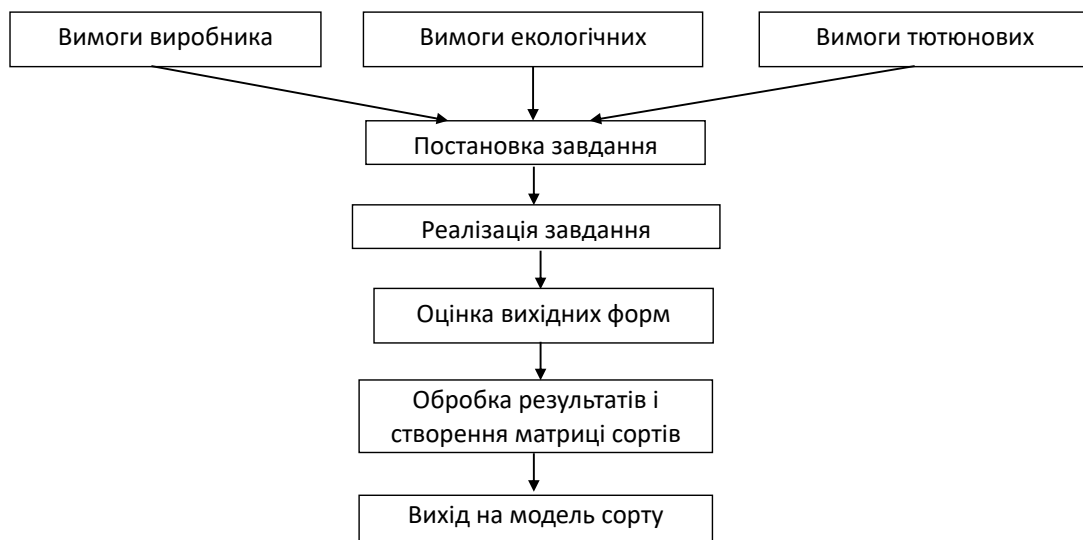 Вимоги виробника
Вимоги екологічних
Вимоги тютюнових
Постановка завдання
Реалізація завдання
Оцінка вихідних форм
Обробка результатів і
створення матриці сортів
Вихід на модель сорту